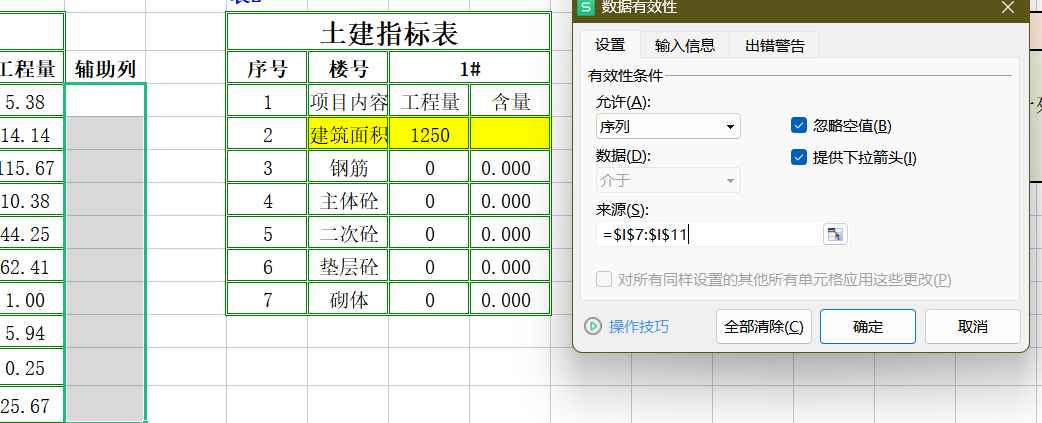 土建指标表
工程量 辅助列 序号 楼号 1#
5.38 1 项目内容 工程量 含量
14.14 2 建筑面积 1250
115.67 3 钢筋 0 0.000
10.38 4 主体砼 0 0.000
44.25 5 二次砼 0 0.000
62.41 6 垫层砼 0 0.000
1.00 7 砌体 0 0.000
5.94
0.25
25.67
S 数据有效性
设置 输入信息 出错警告
有效性条件
允许(A):
序列 忽略空值(B)
数据(D): 提供下拉箭头(I)
介于
来源(S):
=$I$7:$I$11
对所有同样设置的其他所有单元格应用这些更改(P)
操作技巧 全部清除(C) 确定 取消